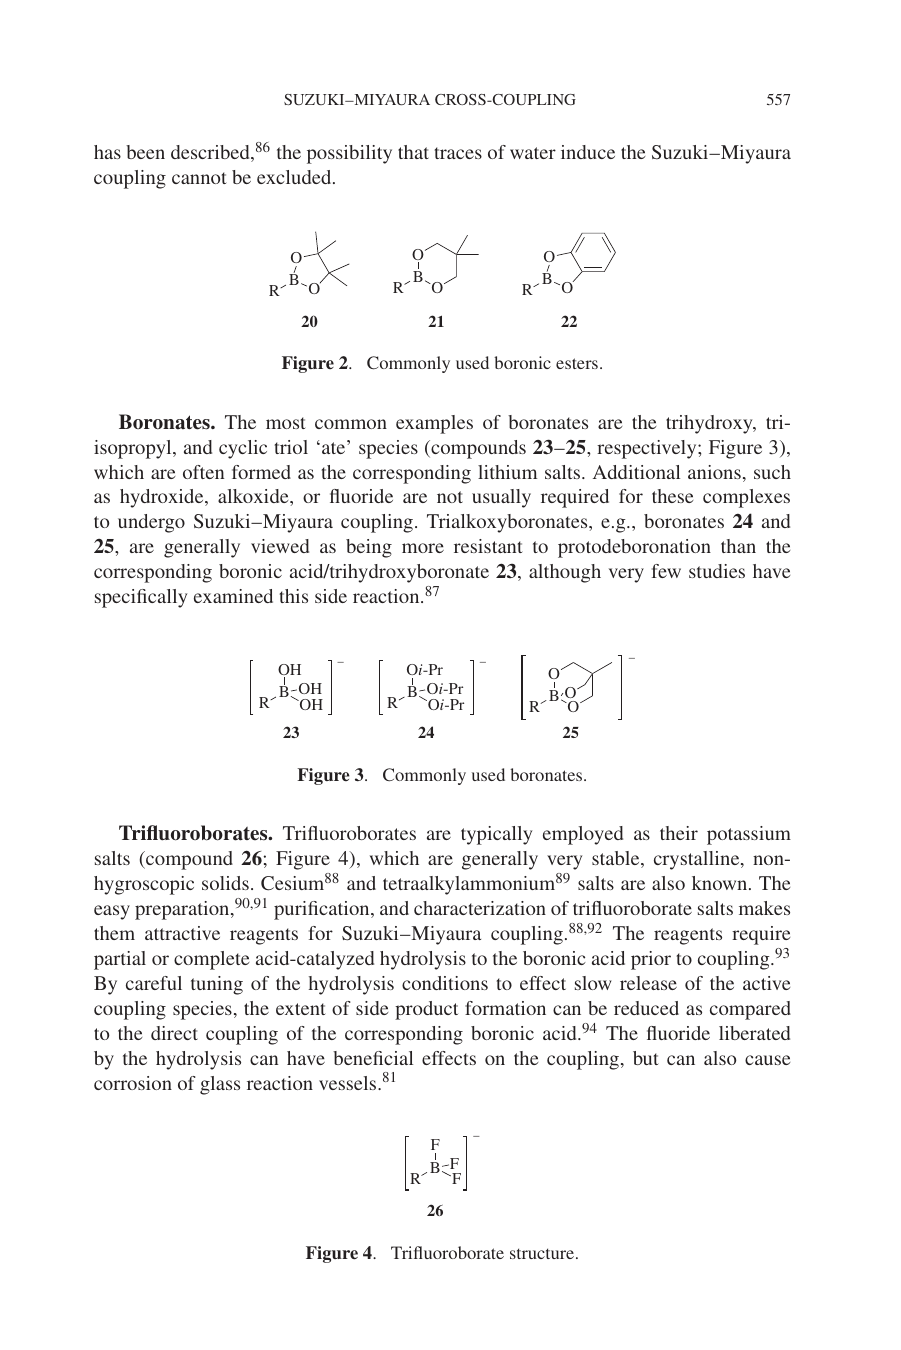 SUZUKI–MIYAURA CROSS-COUPLING 557
has been described,86 the possibility that traces of water induce the Suzuki–Miyaura
coupling cannot be excluded.
O
B
R O
O
B
R O
O
B
R O
20 21 22
Figure 2. Commonly used boronic esters.
Boronates. The most common examples of boronates are the trihydroxy, tri-
isopropyl, and cyclic triol ‘ate’ species (compounds 23–25, respectively; Figure 3),
which are often formed as the corresponding lithium salts. Additional anions, such
as hydroxide, alkoxide, or fluoride are not usually required for these complexes
to undergo Suzuki–Miyaura coupling. Trialkoxyboronates, e.g., boronates 24 and
25, are generally viewed as being more resistant to protodeboronation than the
corresponding boronic acid/trihydroxyboronate 23, although very few studies have
specifically examined this side reaction.87
OH
B OH
R OH
–
Oi-Pr
B Oi-Pr
R Oi-Pr
–
O
B O
R O
–
23 24 25
Figure 3. Commonly used boronates.
Trifluoroborates. Trifluoroborates are typically employed as their potassium
salts (compound 26; Figure 4), which are generally very stable, crystalline, non-
hygroscopic solids. Cesium88 and tetraalkylammonium89 salts are also known. The
easy preparation,90,91 purification, and characterization of trifluoroborate salts makes
them attractive reagents for Suzuki–Miyaura coupling.88,92 The reagents require
partial or complete acid-catalyzed hydrolysis to the boronic acid prior to coupling.93
By careful tuning of the hydrolysis conditions to effect slow release of the active
coupling species, the extent of side product formation can be reduced as compared
to the direct coupling of the corresponding boronic acid.94 The fluoride liberated
by the hydrolysis can have beneficial effects on the coupling, but can also cause
corrosion of glass reaction vessels.81
F
B F
R F
–
26
Figure 4. Trifluoroborate structure.